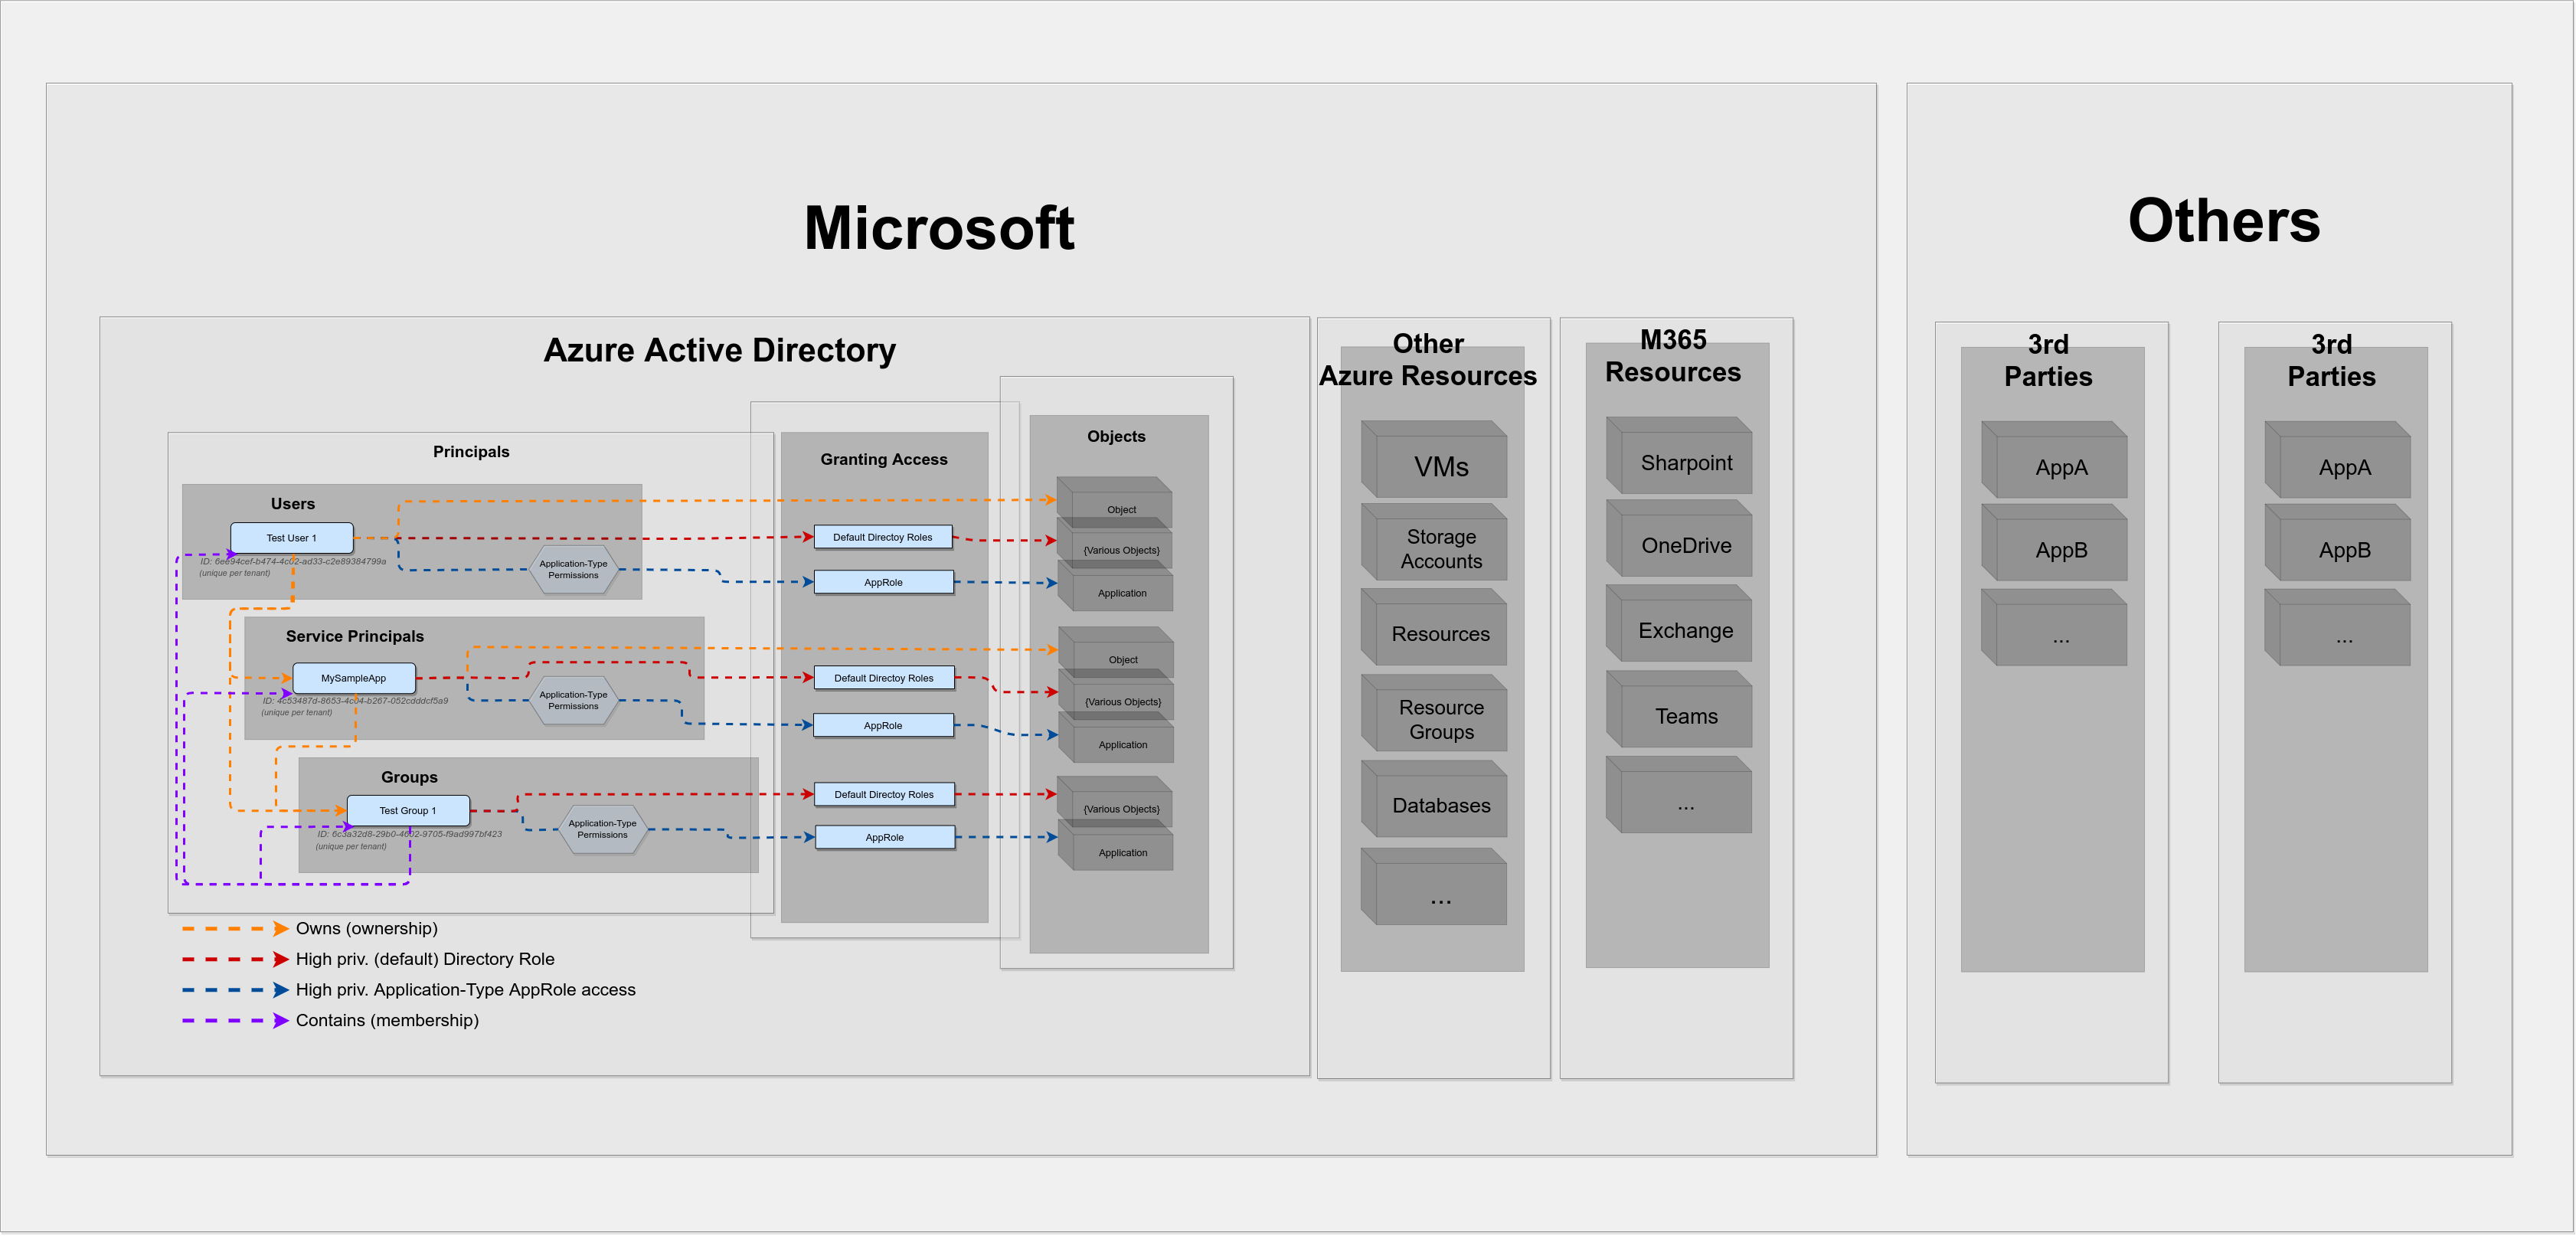 Microsoft
Others
Azure Active Directory
Principals
Users
Test User 1
ID: 6ee94cef-b474-4c02-ad33-c2e89384799a
(unique per tenant)
Application-Type
Permissions
Service Principals
MySampleApp
ID: 4c53487d-8653-4c04-b267-052cdddcf5a9
(unique per tenant)
Application-Type
Permissions
Groups
Test Group 1
ID: 6c3a32d8-29b0-4602-9705-f9ad997bf423
(unique per tenant)
Application-Type
Permissions
Granting Access
Default Directoy Roles
AppRole
Default Directoy Roles
AppRole
Default Directoy Roles
AppRole
Objects
Object
{Various Objects}
Application
Object
{Various Objects}
Application
{Various Objects}
Application
Owns (ownership)
High priv. (default) Directory Role
High priv. Application-Type AppRole access
Contains (membership)
Other
Azure Resources
VMs
Storage
Accounts
Resources
Resource
Groups
Databases
...
M365
Resources
Sharpoint
OneDrive
Exchange
Teams
...
3rd
Parties
AppA
AppB
...
3rd
Parties
AppA
AppB
...